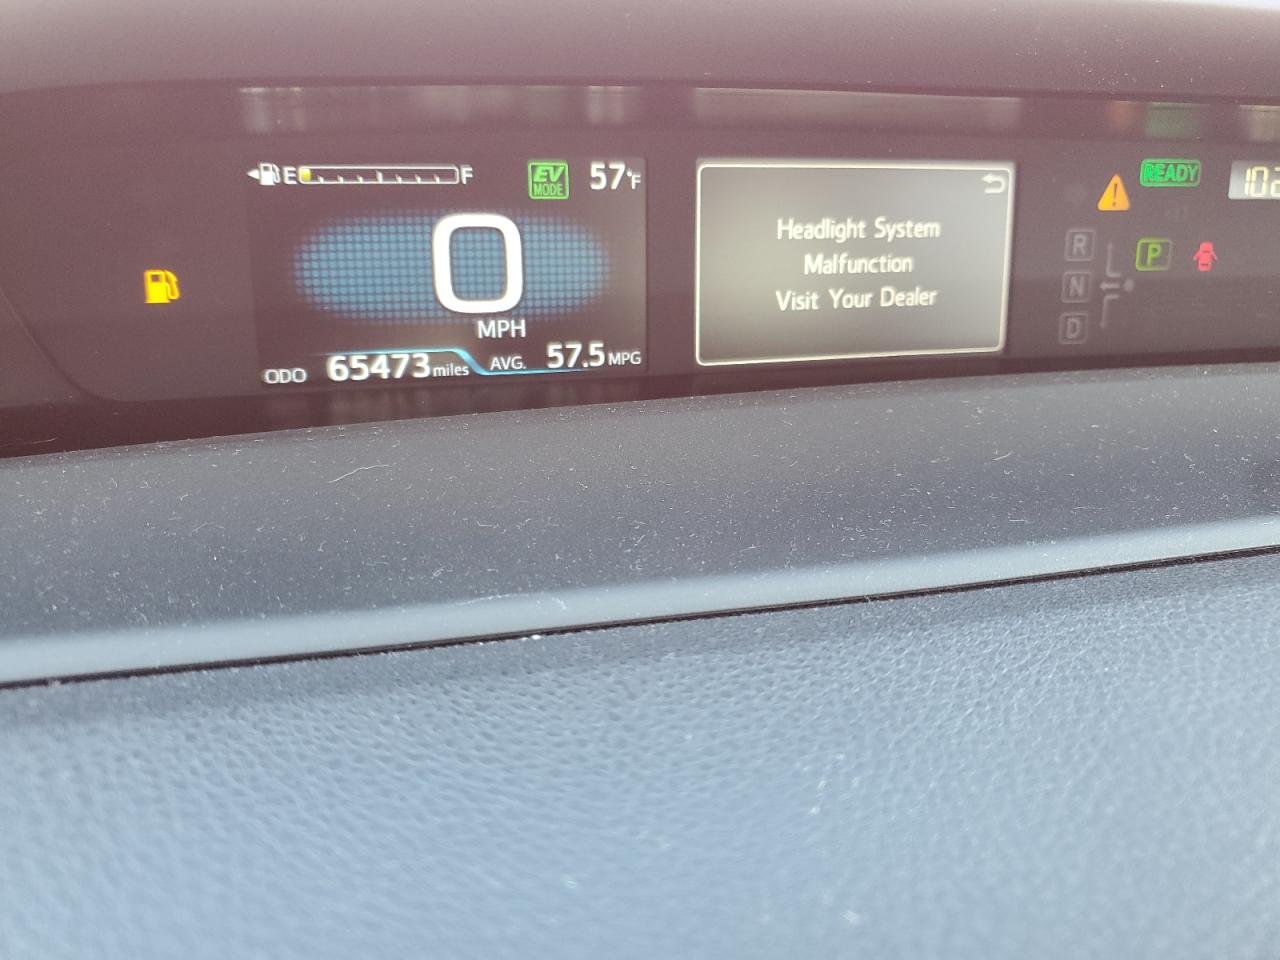 E F
EV
MODE
57°F
0
MPH
ODO 65473 miles
AVG. 57.5 MPG
Headlight System
Malfunction
Visit Your Dealer
READY
R
N
D
P